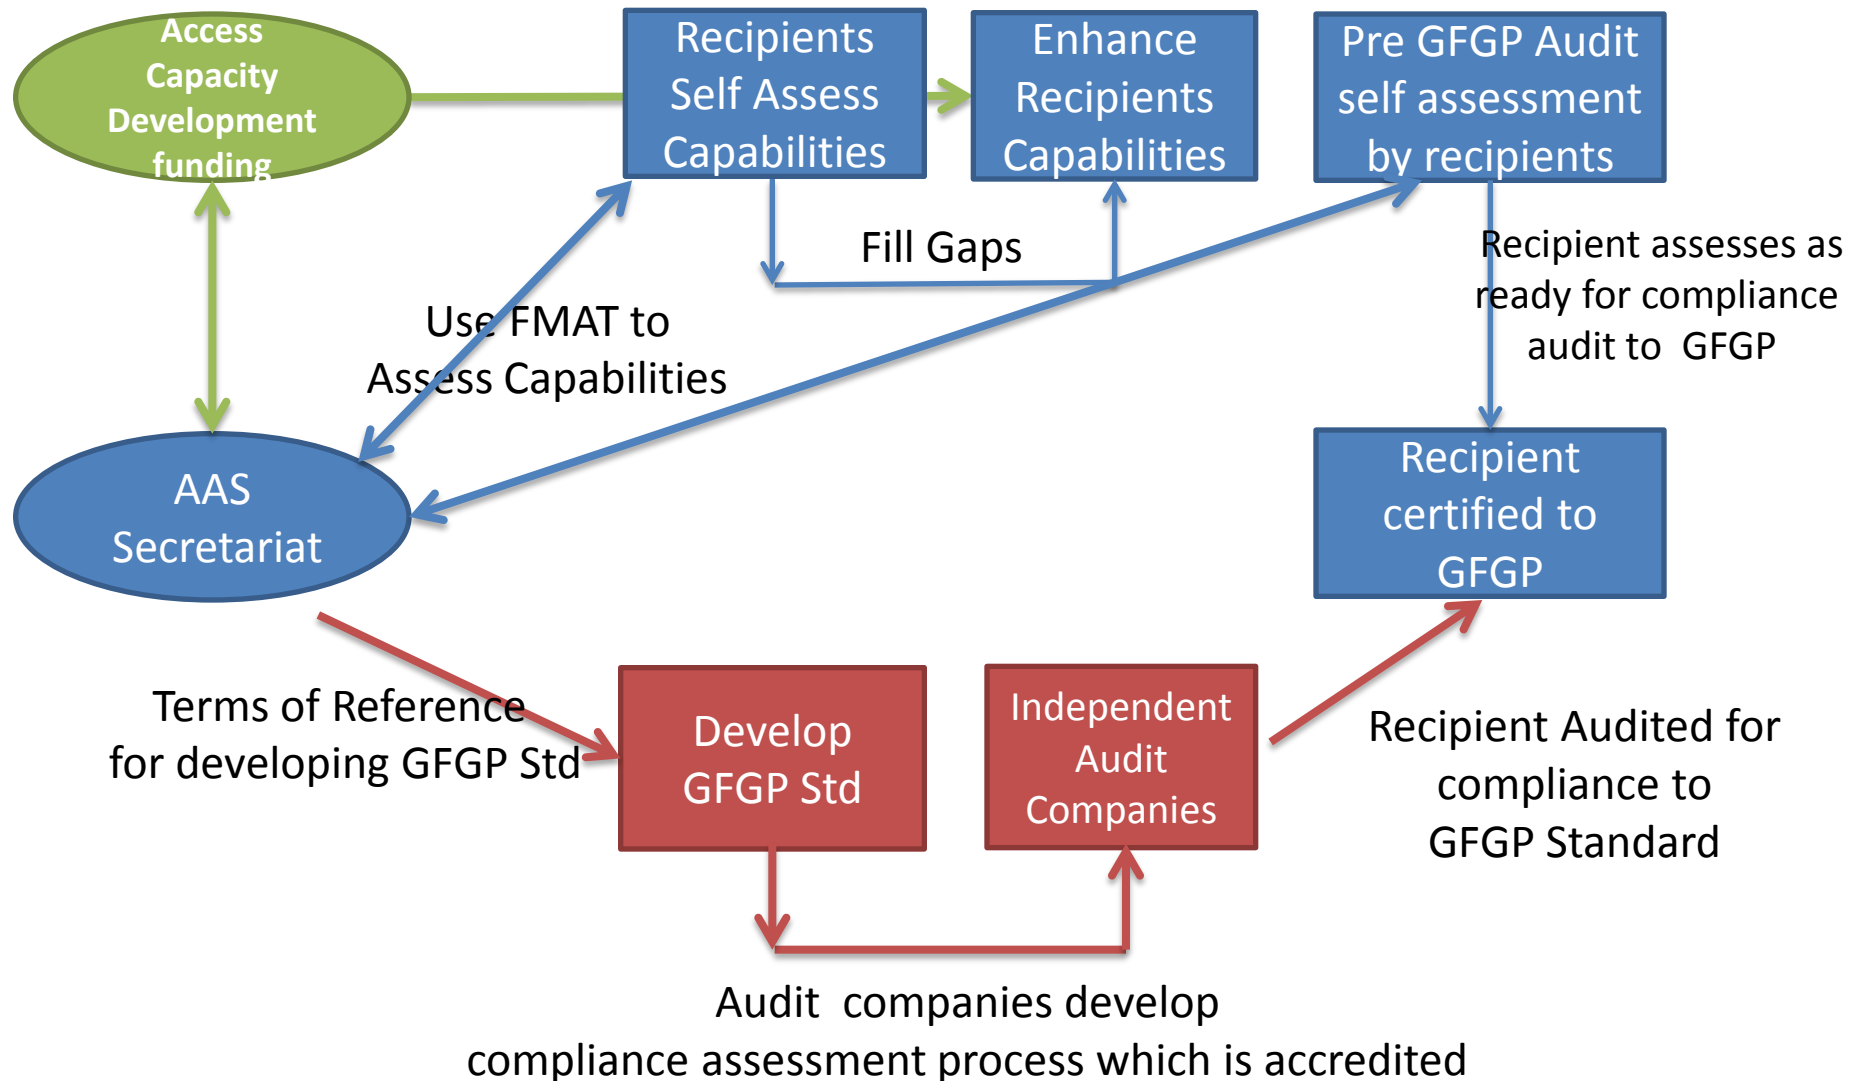 Access
Capacity
Development
funding
Recipients
Self Assess
Capabilities
Enhance
Recipients
Capabilities
Pre GFGP Audit
self assessment
by recipients
Fill Gaps
Recipient assesses as
ready for compliance
audit to GFGP
Use FMAT to
Assess Capabilities
AAS
Secretariat
Recipient
certified to
GFGP
Terms of Reference
for developing GFGP Std
Develop
GFGP Std
Independent
Audit
Companies
Recipient Audited for
compliance to
GFGP Standard
Audit companies develop
compliance assessment process which is accredited